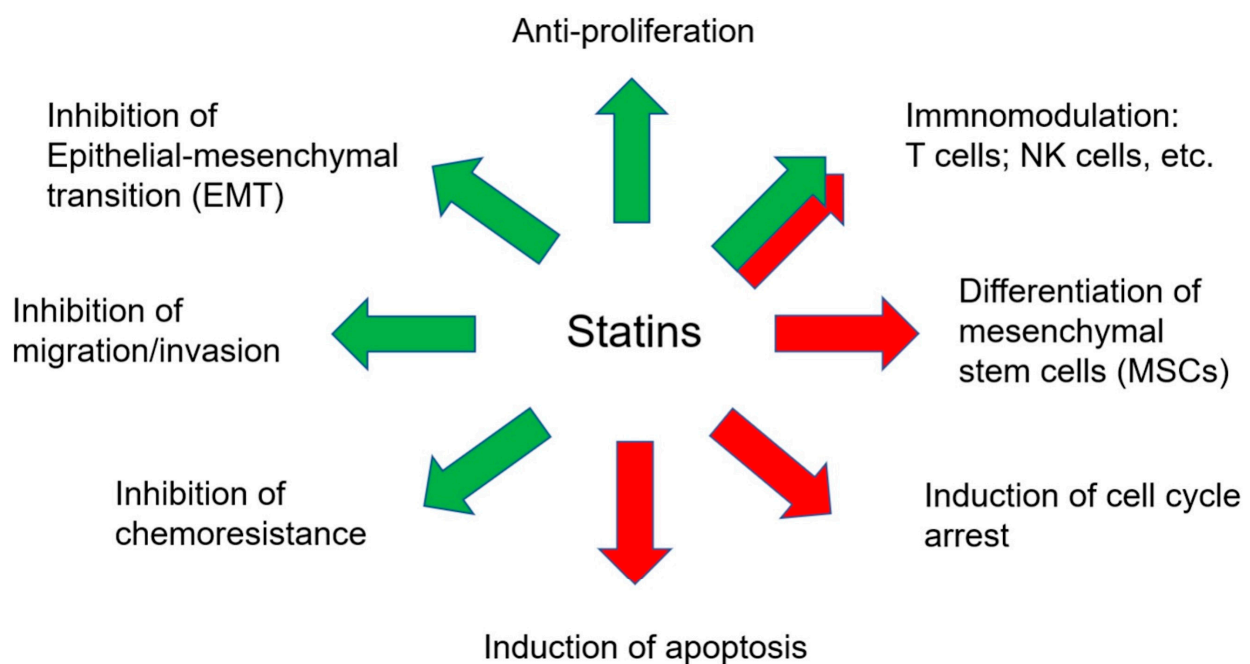 Anti-proliferation
Inhibition of
Epithelial-mesenchymal
transition (EMT)
Immnomodulation:
T cells; NK cells, etc.
Inhibition of
migration/invasion
Statins
Differentiation of
mesenchymal
stem cells (MSCs)
Inhibition of
chemoresistance
Induction of cell cycle
arrest
Induction of apoptosis